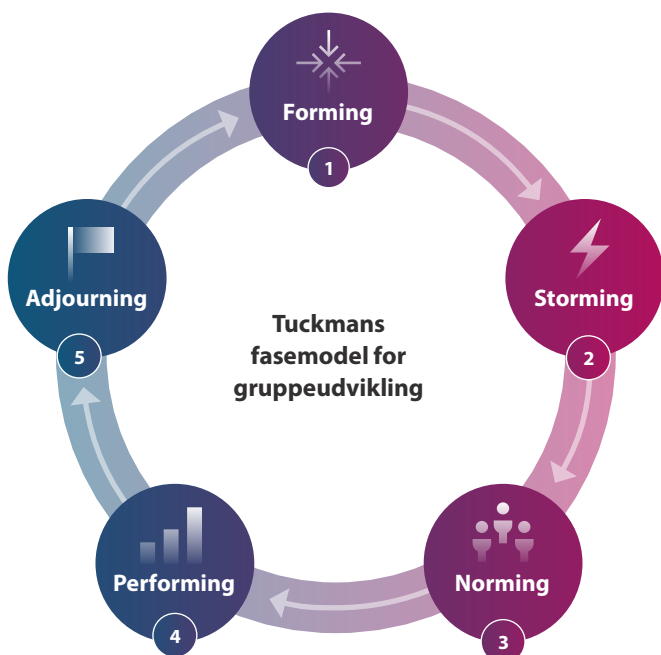 Forming
1
Storming
2
Norming
3
Performing
4
Adjourning
5
Tuckmans
fasemodel for
gruppeudvikling